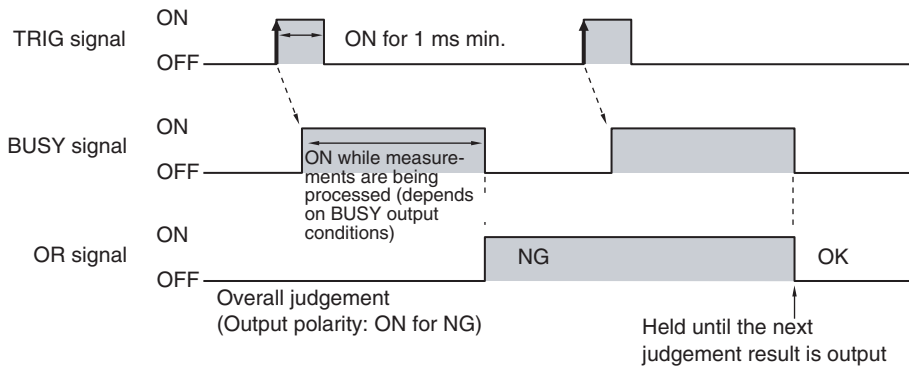 ON
TRIG signal
ON for 1 ms min.
OFF
ON
BUSY signal
OFF
ON while measure-
ments are being
processed (depends
on BUSY output
conditions)
ON
OR signal
NG
OK
OFF
Overall judgement
(Output polarity: ON for NG)
Held until the next
judgement result is output